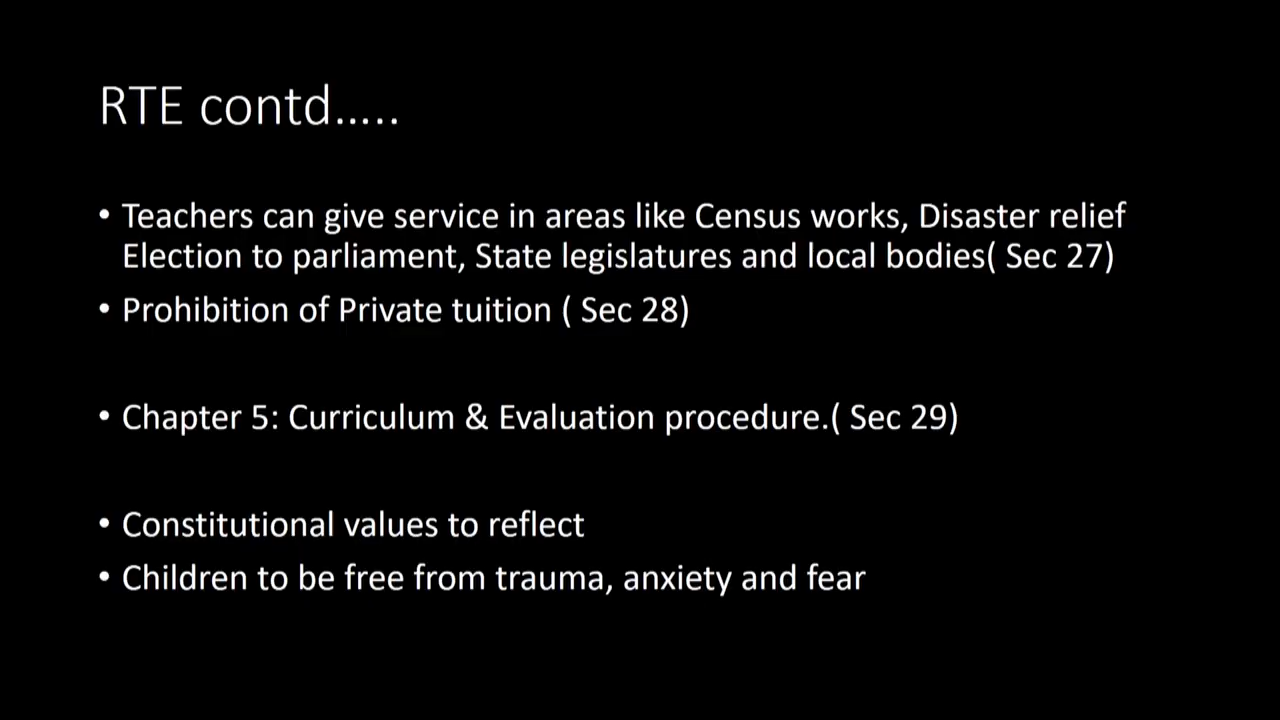 RTE contd.....
• Teachers can give service in areas like Census works, Disaster relief
Election to parliament, State legislatures and local bodies( Sec 27)
• Prohibition of Private tuition ( Sec 28)
• Chapter 5: Curriculum & Evaluation procedure.( Sec 29)
• Constitutional values to reflect
• Children to be free from trauma, anxiety and fear